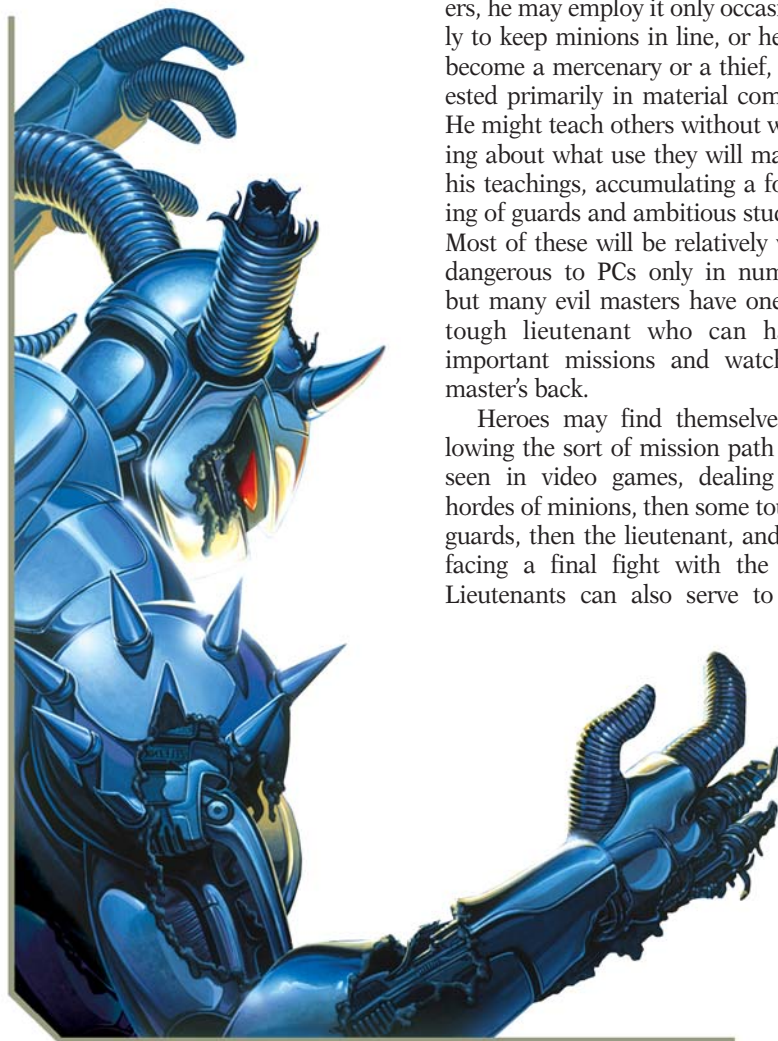 ers, he may employ it only occasi
ly to keep minions in line, or he
become a mercenary or a thief,
ested primarily in material com
He might teach others without w
ing about what use they will ma
his teachings, accumulating a fo
ing of guards and ambitious stud
Most of these will be relatively
dangerous to PCs only in num
but many evil masters have one
tough lieutenant who can ha
important missions and watch
master's back.
Heroes may find themselve
lowing the sort of mission path
seen in video games, dealing
hordes of minions, then some tou
guards, then the lieutenant, and
facing a final fight with the
Lieutenants can also serve to